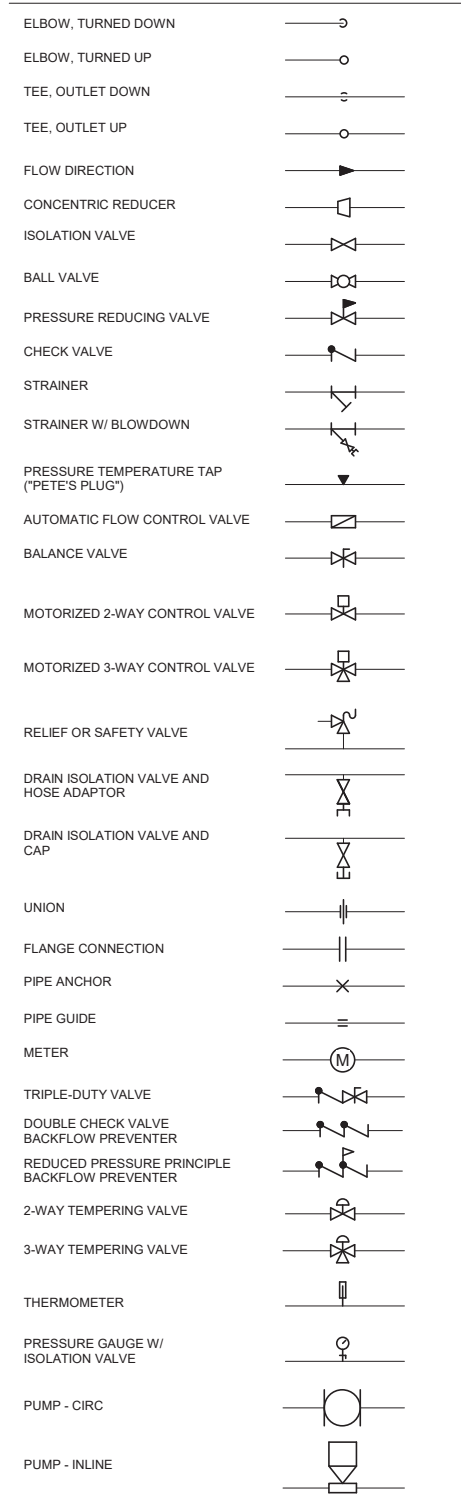 ELBOW, TURNED DOWN
ELBOW, TURNED UP
TEE, OUTLET DOWN
TEE, OUTLET UP
FLOW DIRECTION
CONCENTRIC REDUCER
ISOLATION VALVE
BALL VALVE
PRESSURE REDUCING VALVE
CHECK VALVE
STRAINER
STRAINER W/ BLOWDOWN
PRESSURE TEMPERATURE TAP
("PETE'S PLUG")
AUTOMATIC FLOW CONTROL VALVE
BALANCE VALVE
MOTORIZED 2-WAY CONTROL VALVE
MOTORIZED 3-WAY CONTROL VALVE
RELIEF OR SAFETY VALVE
DRAIN ISOLATION VALVE AND
HOSE ADAPTOR
DRAIN ISOLATION VALVE AND
CAP
UNION
FLANGE CONNECTION
PIPE ANCHOR
PIPE GUIDE
METER
M
TRIPLE-DUTY VALVE
DOUBLE CHECK VALVE
BACKFLOW PREVENTER
REDUCED PRESSURE PRINCIPLE
BACKFLOW PREVENTER
2-WAY TEMPERING VALVE
3-WAY TEMPERING VALVE
THERMOMETER
PRESSURE GAUGE W/
ISOLATION VALVE
PUMP - CIRC
PUMP - INLINE